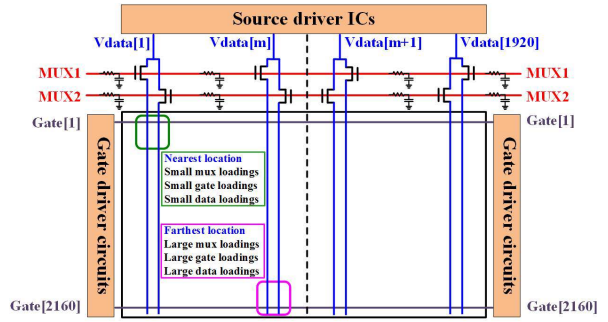 Source driver ICs
Vdata[1] Vdata[m] Vdata[m+1] Vdata[1920]
MUX1 MUX1
MUX2 MUX2
Gate[1] Gate[1]
Gate driver circuits
Gate driver circuits
Nearest location
Small mux loadings
Small gate loadings
Small data loadings
Farthest location
Large mux loadings
Large gate loadings
Large data loadings
Gate[2160] Gate[2160]